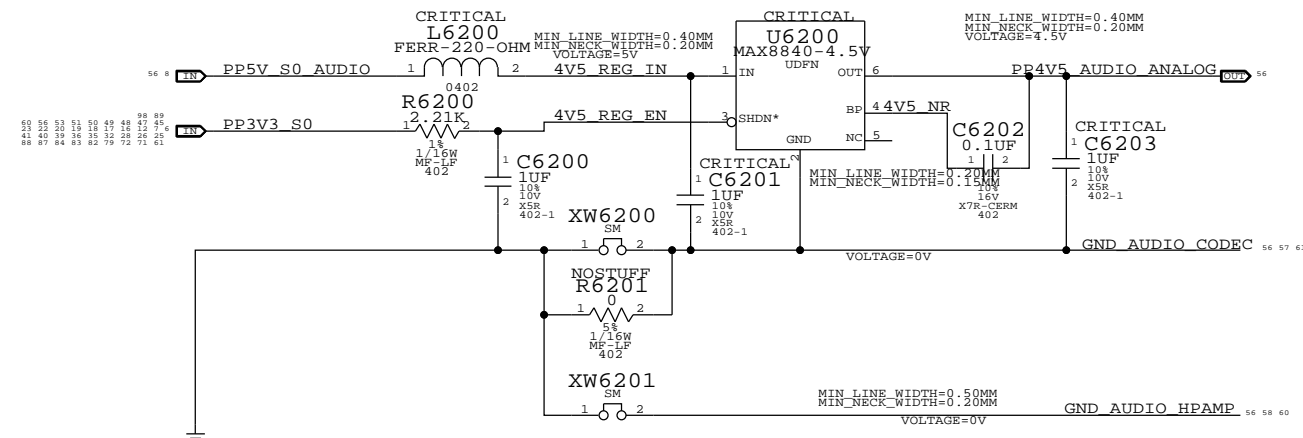 CRITICAL
L6200
FERR-220-OHM
MIN_LINE_WIDTH=0.40MM
MIN_NECK_WIDTH=0.20MM
VOLTAGE=5V
CRITICAL
U6200
MAX8840-4.5V
UDFN
MIN_LINE_WIDTH=0.40MM
MIN_NECK_WIDTH=0.20MM
VOLTAGE=4.5V
56 8 IN PP5V_S0_AUDIO 1 2 4V5_REG_IN 1 IN OUT 6 PP4V5_AUDIO_ANALOG OUT 56
0402
R6200
2.21K
98 89
60 56 53 51 50 49 48 47 45
23 22 20 19 18 17 16 12 7 6
41 40 39 36 35 32 28 26 25
88 87 84 83 82 79 72 71 61
IN PP3V3_S0 1 2 4V5_REG_EN 3 SHDN*
1%
1/16W
MF-LF
402
BP 4 4V5_NR
GND
2
NC 5
1 C6200
1UF
10%
10V
2 X5R
402-1
CRITICAL
1 C6201
1UF
10%
10V
2 X5R
402-1
C6202
0.1UF
1 2
10%
16V
X7R-CERM
402
MIN_LINE_WIDTH=0.20MM
MIN_NECK_WIDTH=0.15MM
CRITICAL
1 C6203
1UF
10%
10V
2 X5R
402-1
XW6200
SM
1 2
GND_AUDIO_CODEC 56 57
VOLTAGE=0V
NOSTUFF
R6201
0
1 2
5%
1/16W
MF-LF
402
XW6201
SM
1 2
MIN_LINE_WIDTH=0.50MM
MIN_NECK_WIDTH=0.20MM
GND_AUDIO_HPAMP 56 58 60
VOLTAGE=0V